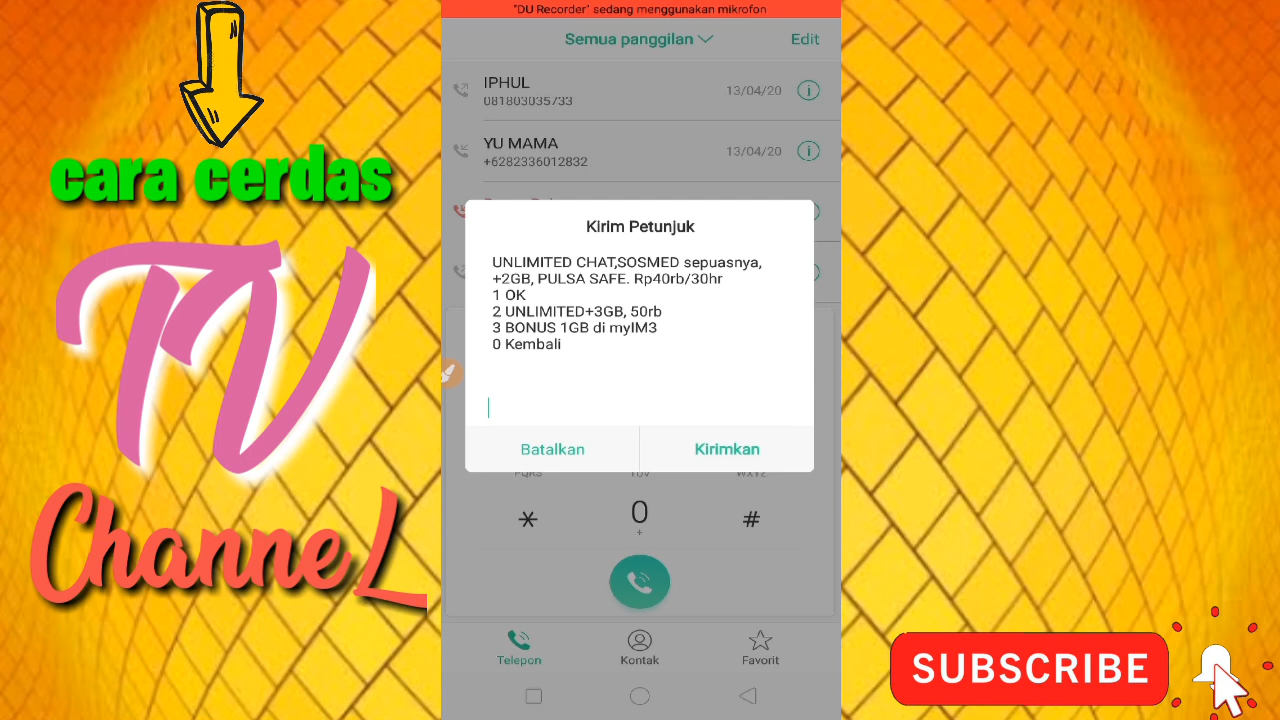 cara cerdas
TV
ChanneL
"DU Recorder" sedang menggunakan mikrofon
Semua panggilan
Edit
IPHUL
081803035733
13/04/20
YU MAMA
+6282336012832
13/04/20
Kirim Petunjuk
UNLIMITED CHAT,SOSMED sepuasnya,
+2GB, PULSA SAFE. Rp40rb/30hr
1 OK
2 UNLIMITED+3GB, 50rb
3 BONUS 1GB di myIM3
0 Kembali
Batalkan
Kirimkan
PQRS
TUV
WXYZ
*
0
#
+
Telepon
Kontak
Favorit
SUBSCRIBE